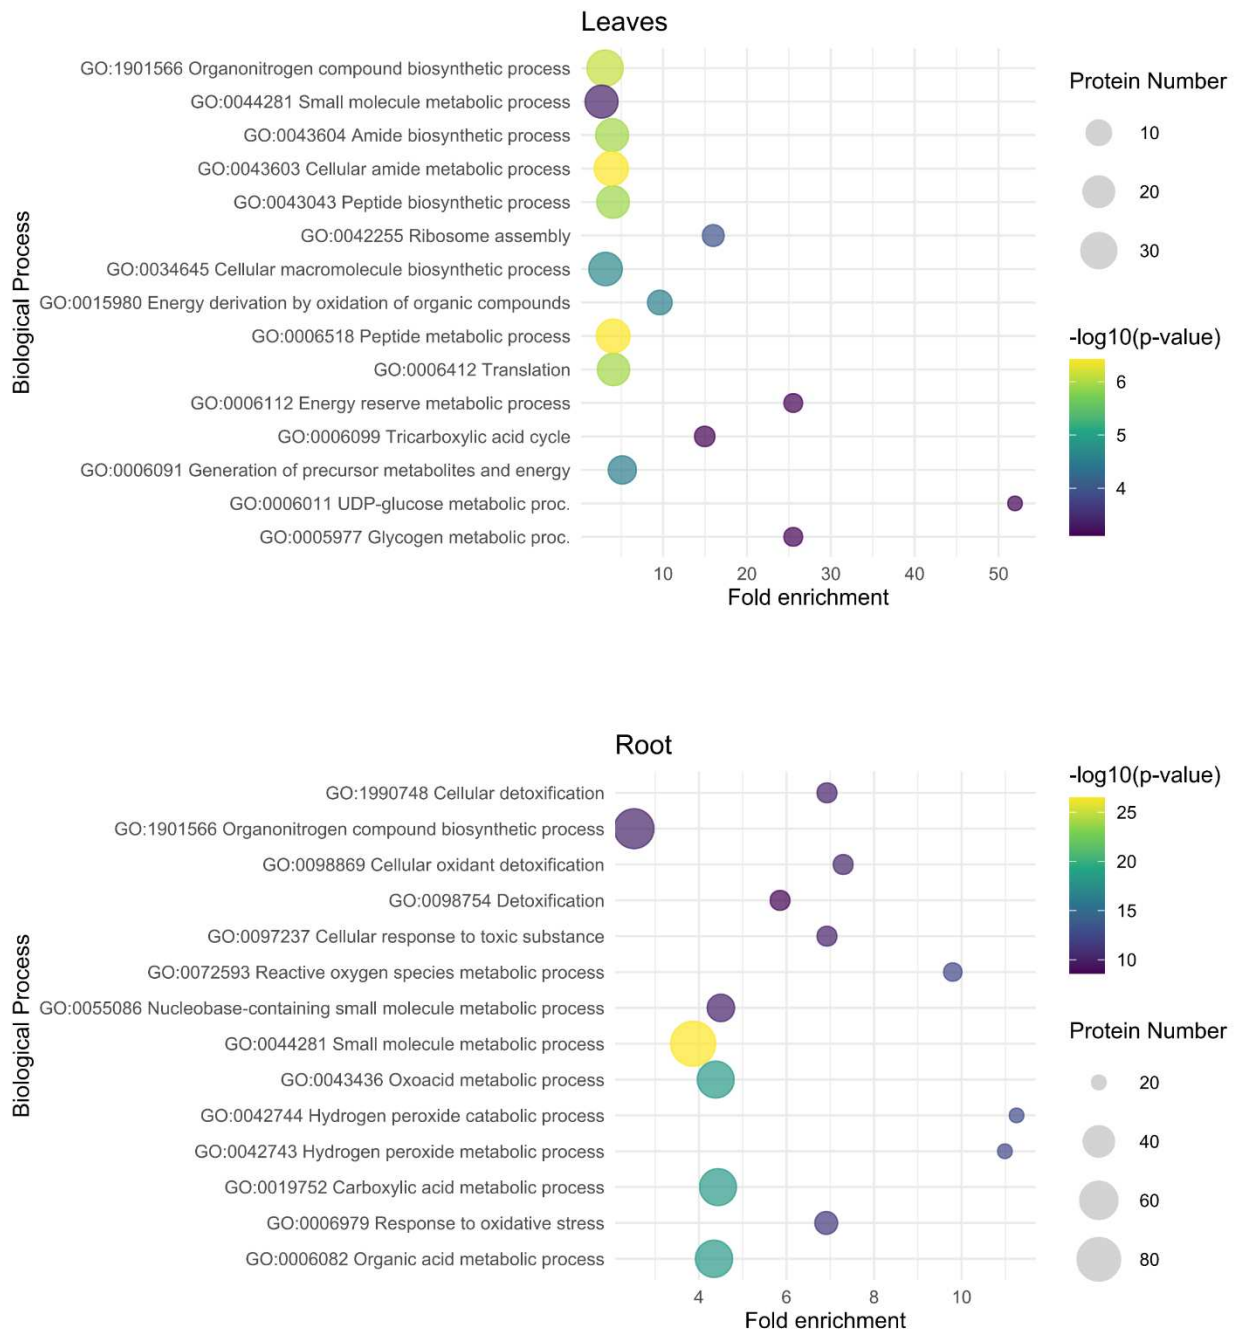 Leaves
Biological Process
GO:1901566 Organonitrogen compound biosynthetic process
GO:0044281 Small molecule metabolic process
GO:0043604 Amide biosynthetic process
GO:0043603 Cellular amide metabolic process
GO:0043043 Peptide biosynthetic process
GO:0042255 Ribosome assembly
GO:0034645 Cellular macromolecule biosynthetic process
GO:0015980 Energy derivation by oxidation of organic compounds
GO:0006518 Peptide metabolic process
GO:0006412 Translation
GO:0006112 Energy reserve metabolic process
GO:0006099 Tricarboxylic acid cycle
GO:0006091 Generation of precursor metabolites and energy
GO:0006011 UDP-glucose metabolic proc.
GO:0005977 Glycogen metabolic proc.
10 20 30 40 50
Fold enrichment
Protein Number
10
20
30
-log10(p-value)
6
5
4
Root
Biological Process
GO:1990748 Cellular detoxification
GO:1901566 Organonitrogen compound biosynthetic process
GO:0098869 Cellular oxidant detoxification
GO:0098754 Detoxification
GO:0097237 Cellular response to toxic substance
GO:0072593 Reactive oxygen species metabolic process
GO:0055086 Nucleobase-containing small molecule metabolic process
GO:0044281 Small molecule metabolic process
GO:0043436 Oxoacid metabolic process
GO:0042744 Hydrogen peroxide catabolic process
GO:0042743 Hydrogen peroxide metabolic process
GO:0019752 Carboxylic acid metabolic process
GO:0006979 Response to oxidative stress
GO:0006082 Organic acid metabolic process
4 6 8 10
Fold enrichment
-log10(p-value)
25
20
15
10
Protein Number
20
40
60
80